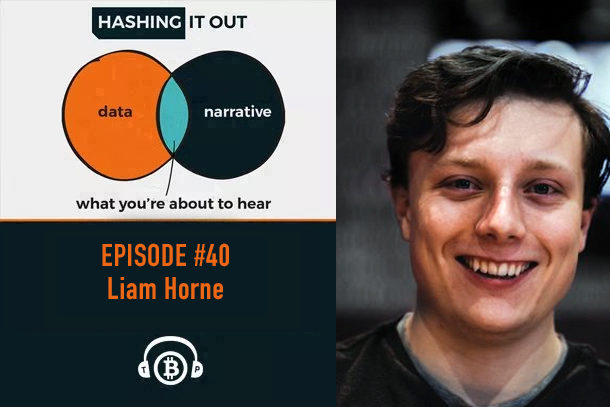 HASHING IT OUT
data narrative
what you're about to hear
EPISODE #40
Liam Horne
T ₿ P